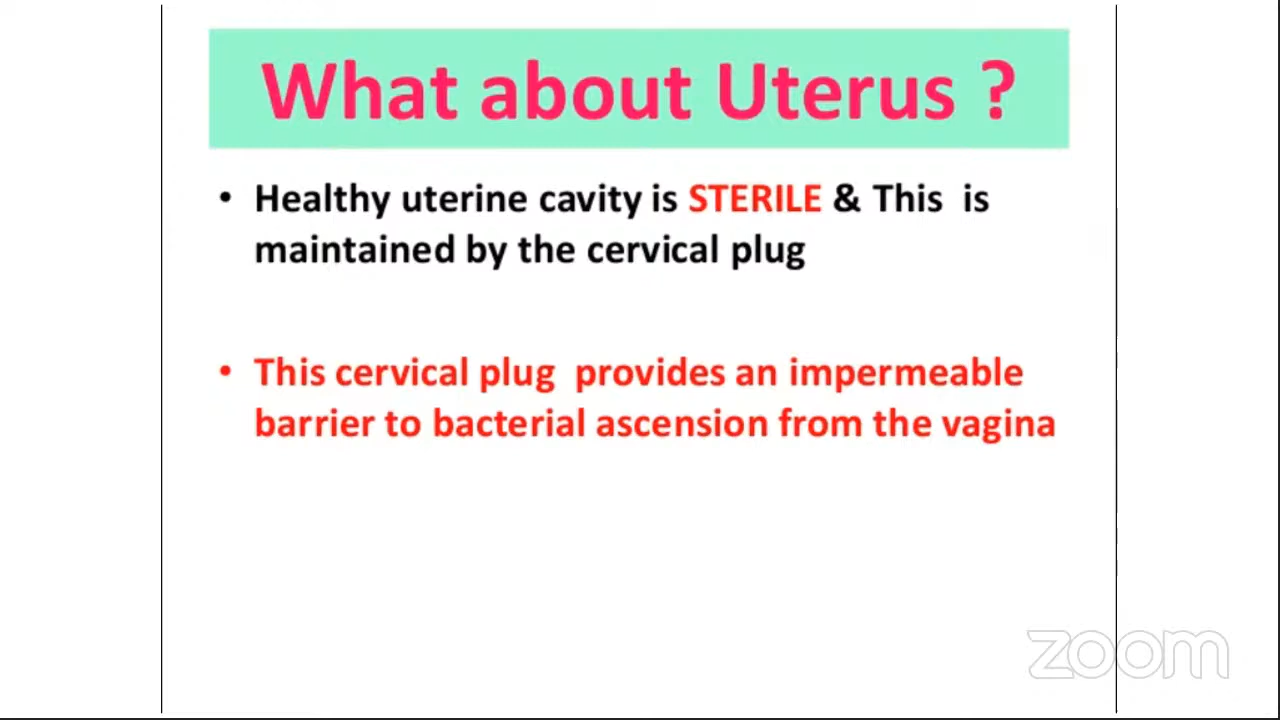 What about Uterus ?
• Healthy uterine cavity is STERILE & This is
maintained by the cervical plug
• This cervical plug provides an impermeable
barrier to bacterial ascension from the vagina
zoom